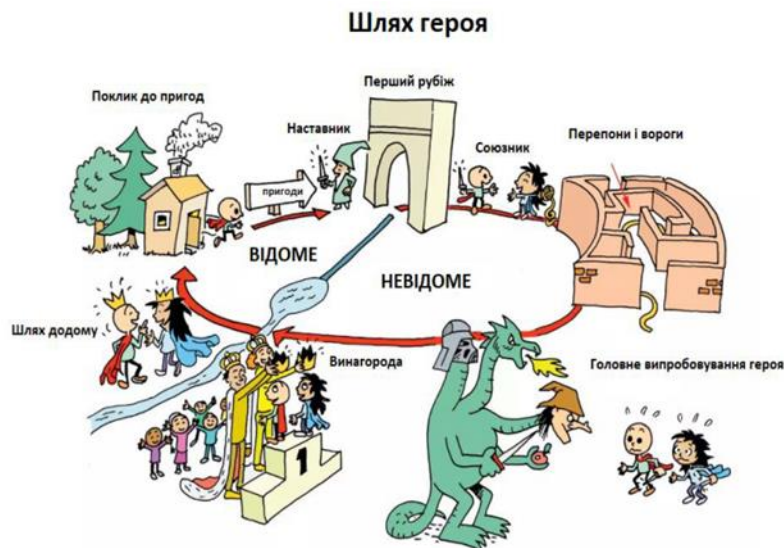 Шлях героя
Перший рубіж
Поклик до пригод
Наставник
Союзник
Перепони і вороги
пригоди
ВІДОМЕ
НЕВІДОМЕ
Шлях додому
Винагорода
Головне випробовування героя
1